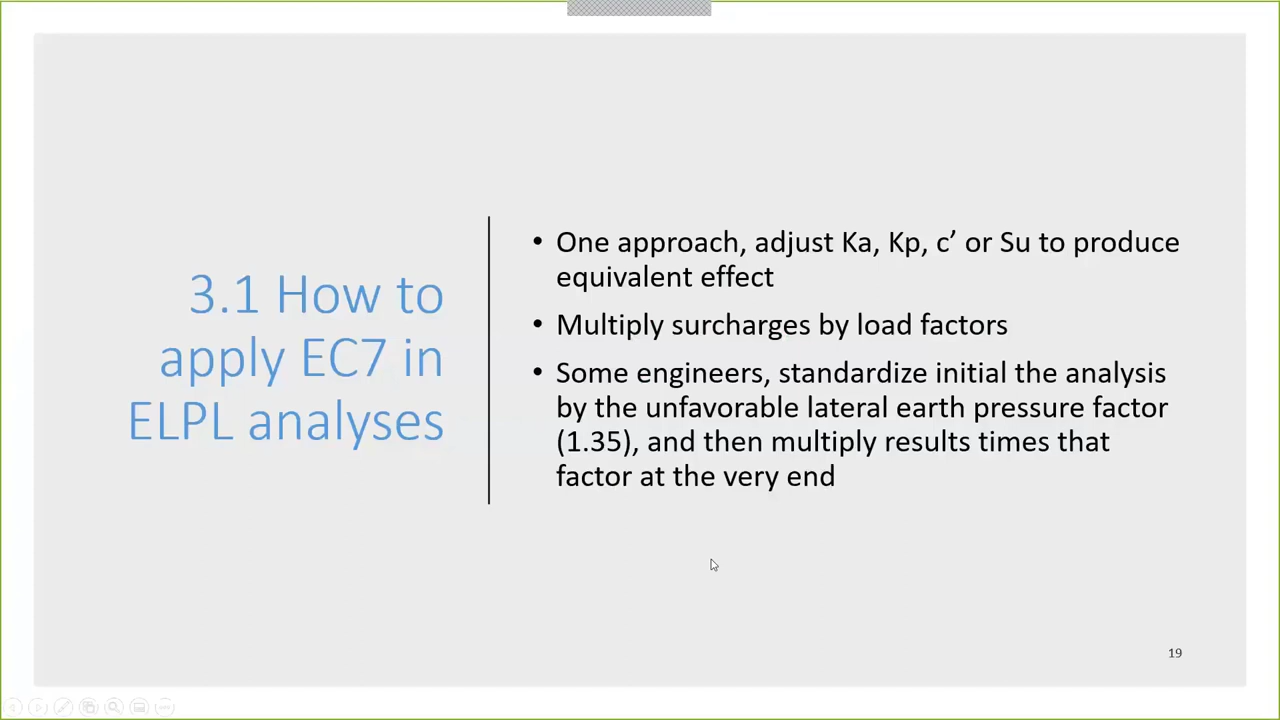 3.1 How to
apply EC7 in
ELPL analyses
• One approach, adjust Ka, Kp, c’ or Su to produce
equivalent effect
• Multiply surcharges by load factors
• Some engineers, standardize initial the analysis
by the unfavorable lateral earth pressure factor
(1.35), and then multiply results times that
factor at the very end
19